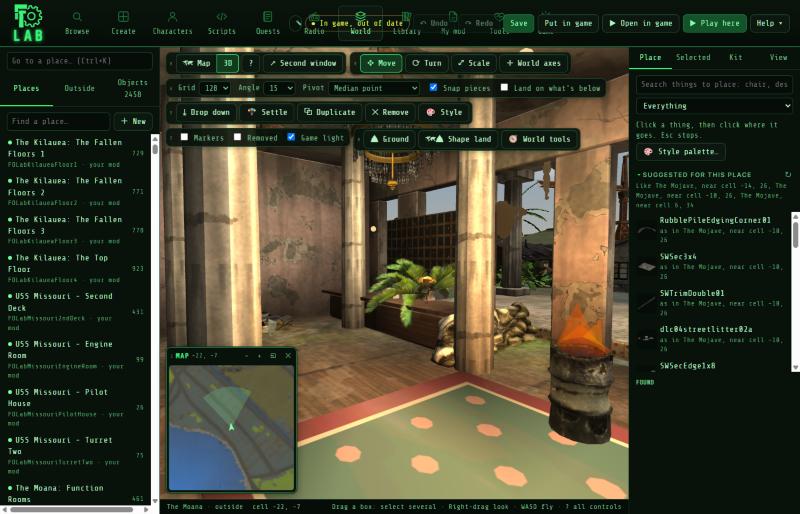 LAB
Browse
Create
Characters
Scripts
Quests
Radio
World
Library
My mod
In game, out of date
Undo
Redo
Save
Put in game
Open in game
Play here
Help
Go to a place… (Ctrl+K)
Places
Outside
Objects
2458
Find a place…
+ New
The Kilauea: The Fallen
Floors 1
FOLabKilaueaFloor1 · your
mod
729
The Kilauea: The Fallen
Floors 2
FOLabKilaueaFloor2 · your
mod
771
The Kilauea: The Fallen
Floors 3
FOLabKilaueaFloor3 · your
mod
778
The Kilauea: The Top
Floor
FOLabKilaueaFloor4 · your
mod
923
USS Missouri - Second
Deck
FOLabMissouri2ndDeck · your
mod
431
USS Missouri - Engine
Room
FOLabMissouriEngineRoom · your
mod
99
USS Missouri - Pilot
House
FOLabMissouriPilotHouse · your
mod
26
USS Missouri - Turret
Two
FOLabMissouriTurretTwo · your
mod
75
The Moana: Function
Rooms
461
Map
3D
?
Second window
Move
Turn
Scale
World axes
Grid
128
Angle
15
Pivot
Median point
Snap pieces
Land on what's below
Drop down
Settle
Duplicate
Remove
Style
Markers
Removed
Game light
Ground
Shape land
World tools
MAP -22, -7
The Moana · outside cell -22, -7
Drag a box: select several · Right-drag look · WASD fly · ? all controls
Place
Selected
Kit
View
Search things to place: chair, des
Everything
Click a thing, then click where it
goes. Esc stops.
Style palette…
SUGGESTED FOR THIS PLACE
Like The Mojave, near cell -14, 26, The
Mojave, near cell -10, 26, The Mojave, near
cell 6, 34
RubblePileEdgingCorner01
as in The Mojave, near cell -10,
26
SWSec3x4
as in The Mojave, near cell -10,
26
SWTrimDouble01
as in The Mojave, near cell -10,
26
dlc04streetlitter02a
as in The Mojave, near cell -10,
26
SWSecEdge1x8
FOUND